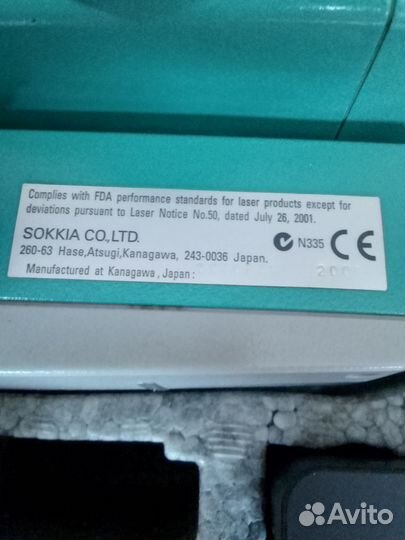 Complies with FDA performance standards for laser products except for
deviations pursuant to Laser Notice No.50, dated July 26, 2001.
SOKKIA CO.,LTD.
260-63 Hase,Atsugi,Kanagawa, 243-0036 Japan.
Manufactured at Kanagawa,Japan:
N335 CE
Avito